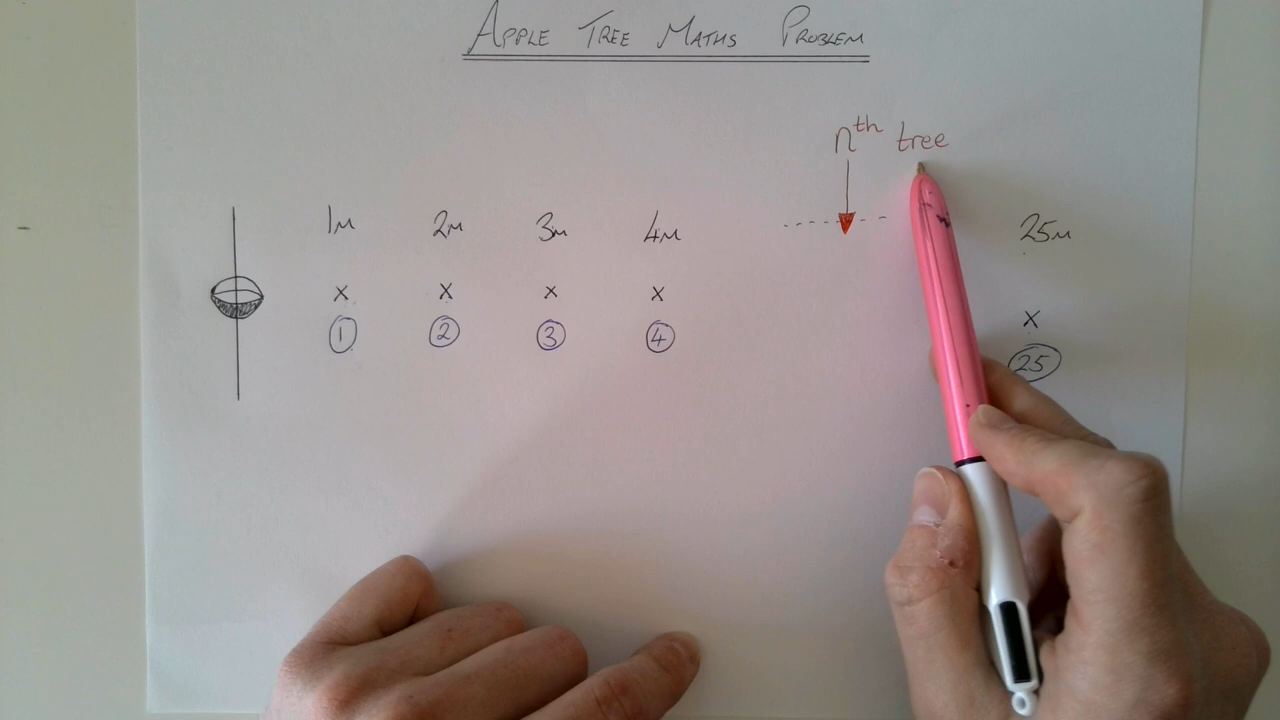 APPLE TREE MATHS PROBLEM
nth tree
1M 2M 3M 4M 25M
x x x x x
1 2 3 4 25